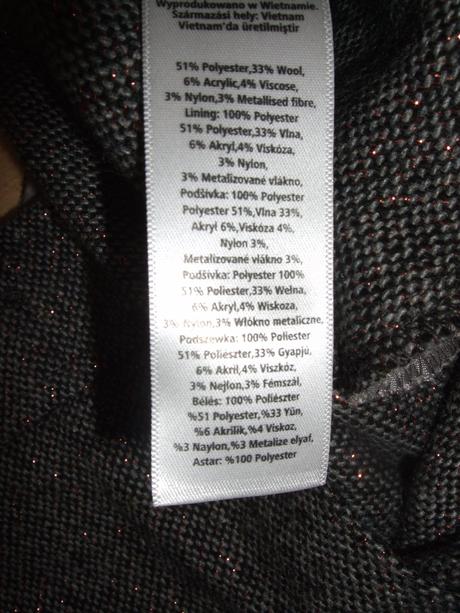 Wyprodukowano w Wietnamie.
Származási hely: Vietnam
Vietnam'da üretilmiştir
51% Polyester,33% Wool,
6% Acrylic,4% Viscose,
3% Nylon,3% Metallised fibre,
Lining: 100% Polyester
51% Polyester,33% Vlna,
6% Akryl,4% Viskóza,
3% Nylon,
3% Metalizované vlákno,
Podšívka: 100% Polyester
Polyester 51%,Vlna 33%,
Akryl 6%,Viskóza 4%,
Nylon 3%,
Metalizované vlákno 3%,
Podšívka: Polyester 100%
51% Poliester,33% Wełna,
6% Akryl,4% Wiskoza,
3% Nylon,3% Włókno metaliczne,
Podszewka: 100% Poliester
51% Poliészter,33% Gyapjú,
6% Akril,4% Viszkóz,
3% Nejlon,3% Fémszál,
Bélés: 100% Poliészter
%51 Polyester,%33 Yün,
%6 Akrilik,%4 Viskoz,
%3 Naylon,%3 Metalize elyaf,
Astar: %100 Polyester